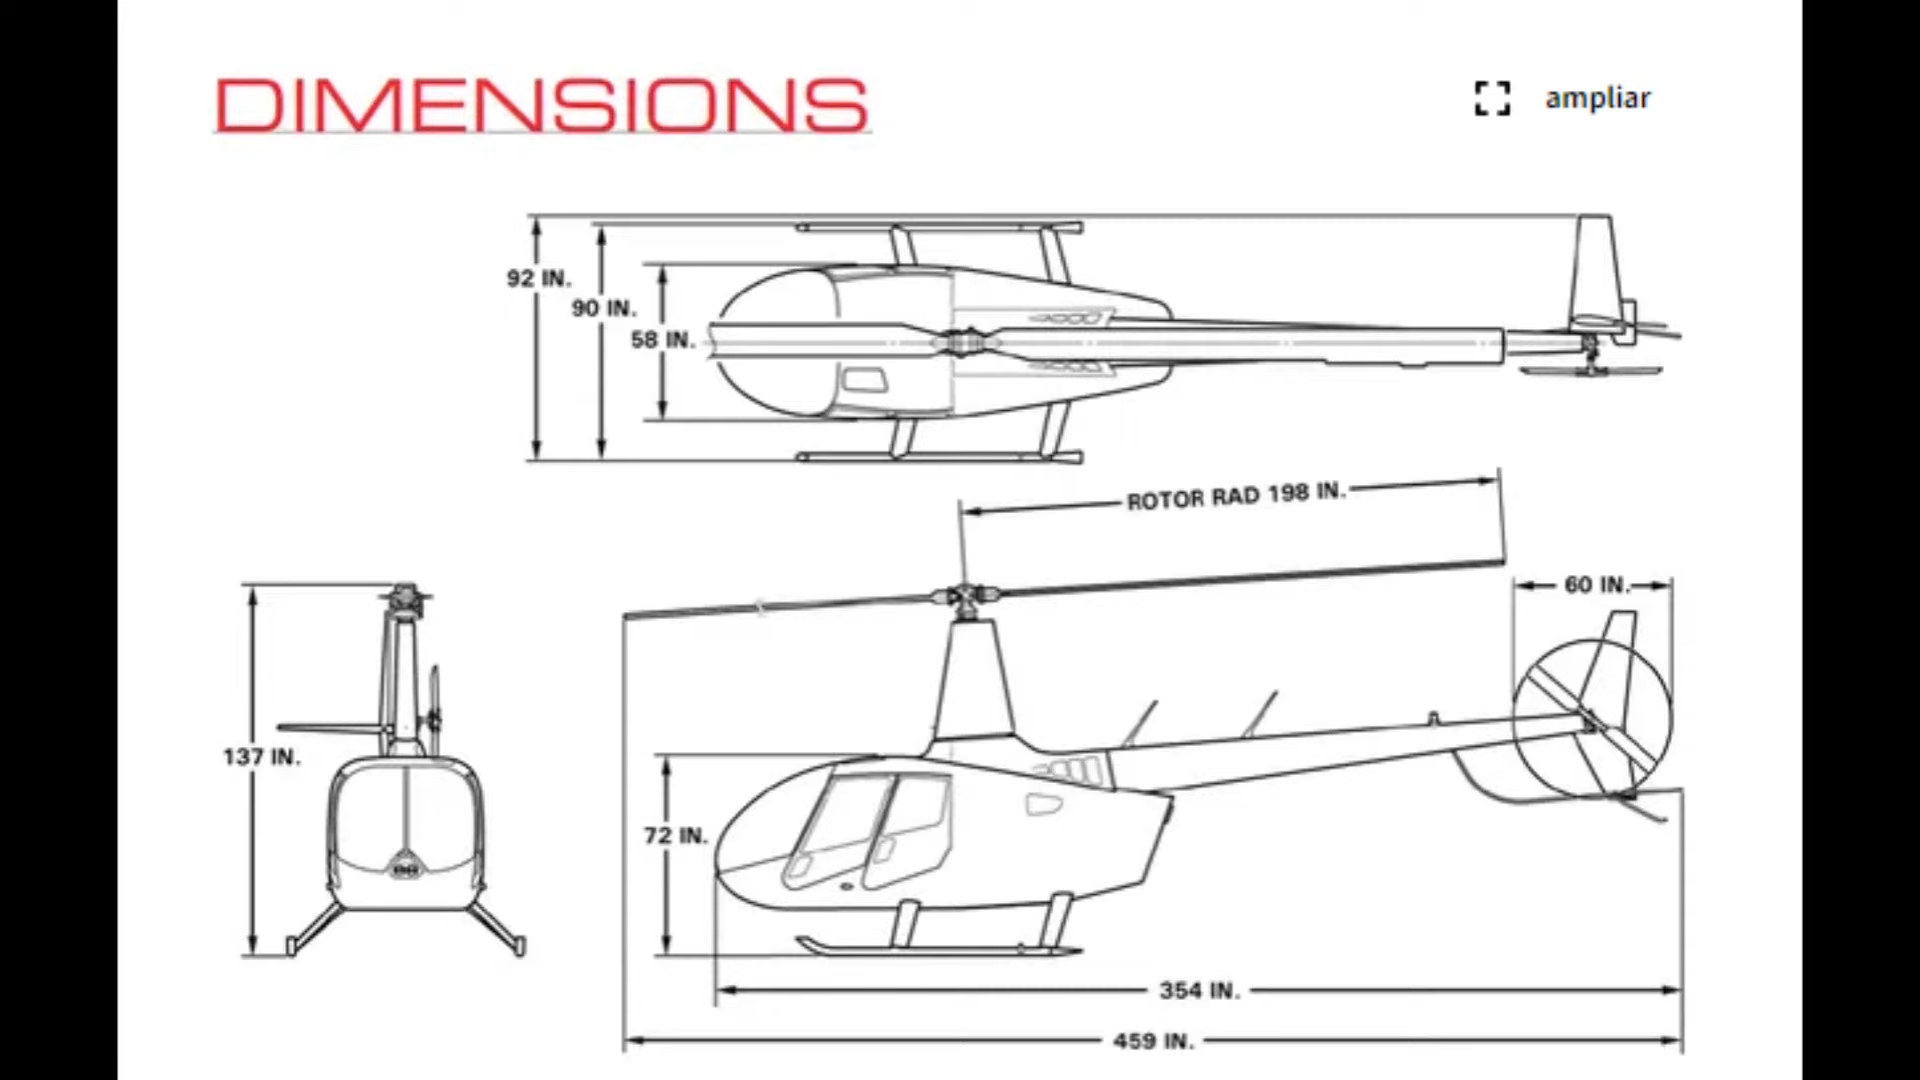 DIMENSIONS
ampliar
92 IN.
90 IN.
58 IN.
ROTOR RAD 198 IN.
60 IN.
137 IN.
72 IN.
354 IN.
459 IN.